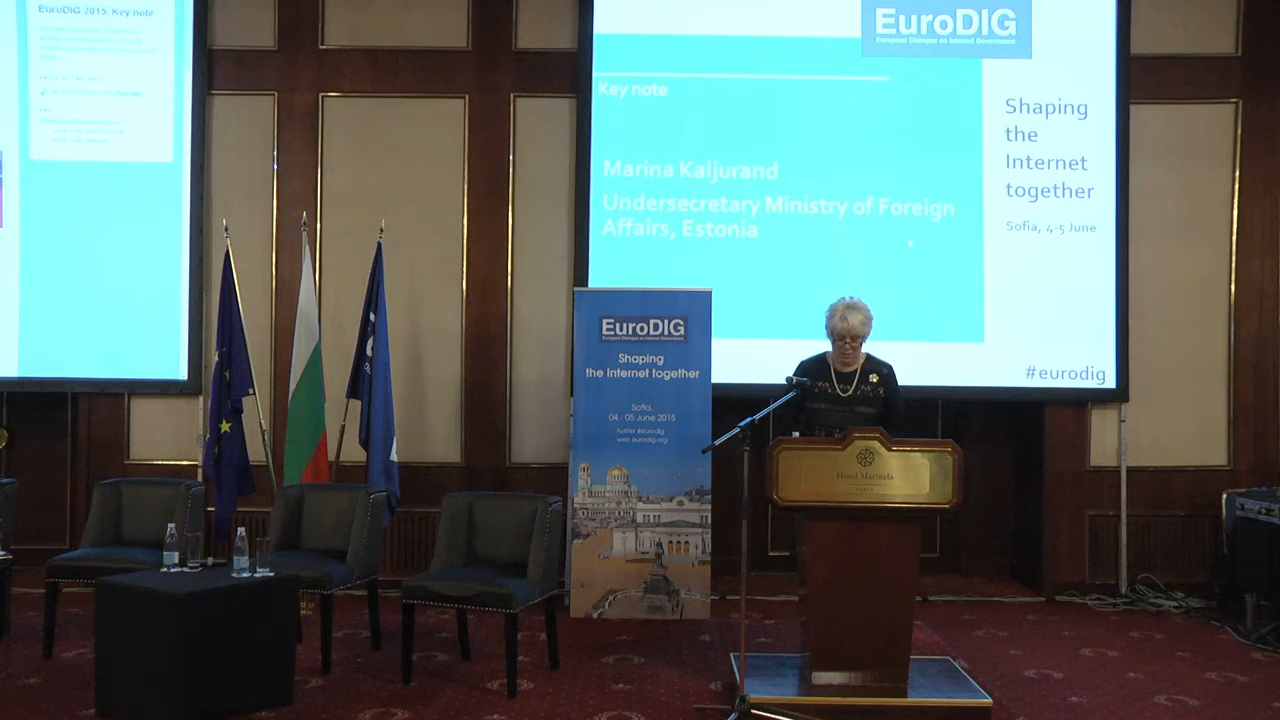 EuroDIG 2015: Key note
EuroDIG
European Dialogue on Internet Governance
Key note
Marina Kaljurand
Undersecretary Ministry of Foreign
Affairs, Estonia
Shaping
the
Internet
together
Sofia, 4-5 June
#eurodig
EuroDIG
European Dialogue on Internet Governance
Shaping
the Internet together
Sofia,
04 - 05 June 2015
twitter #eurodig
web eurodig.org
Hotel Marinela
SOFIA